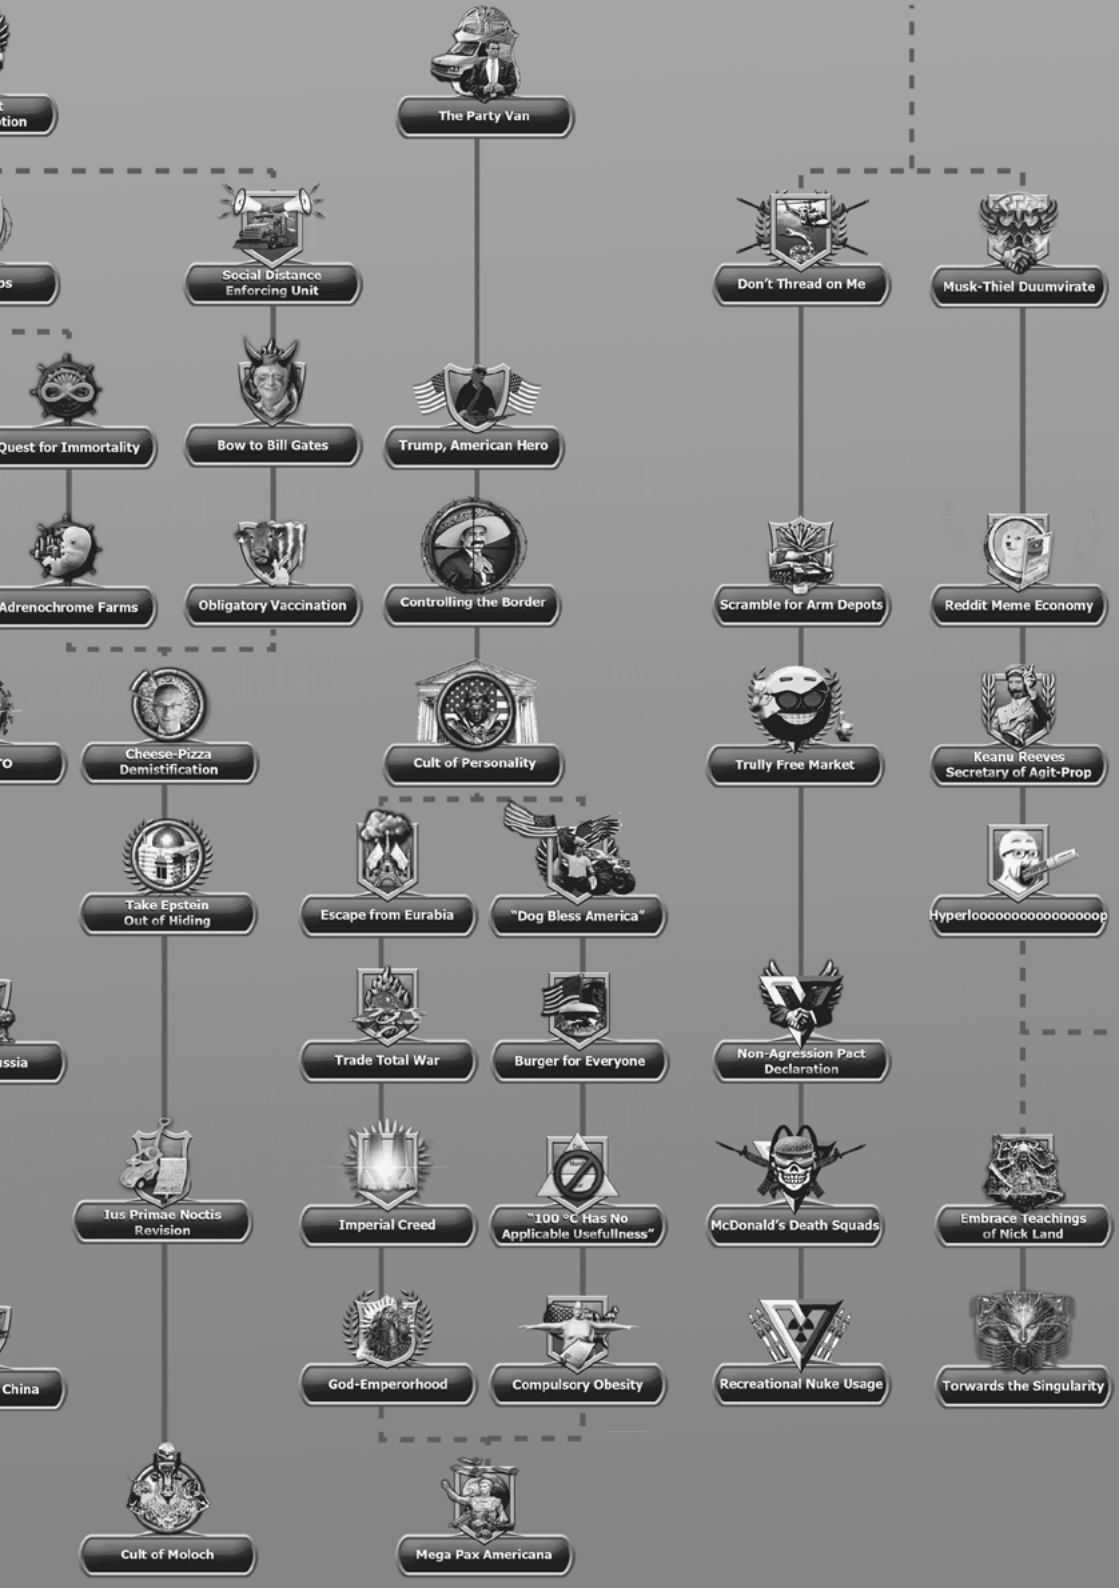 The Party Van
t
tion
Social Distance
Enforcing Unit
Don't Thread on Me
Musk-Thiel Duumvirate
os
Quest for Immortality
Bow to Bill Gates
Trump, American Hero
Adrenochrome Farms
Obligatory Vaccination
Controlling the Border
Scramble for Arm Depots
Reddit Meme Economy
TO
Cheese-Pizza
Demistification
Cult of Personality
Trully Free Market
Keanu Reeves
Secretary of Agit-Prop
Take Epstein
Out of Hiding
Escape from Eurabia
"Dog Bless America"
Hyperloooooooooooooooop
ussia
Trade Total War
Burger for Everyone
Non-Agression Pact
Declaration
Ius Primae Noctis
Revision
Imperial Creed
"100 °C Has No
Applicable Usefullness"
McDonald's Death Squads
Embrace Teachings
of Nick Land
China
God-Emperorhood
Compulsory Obesity
Recreational Nuke Usage
Torwards the Singularity
Cult of Moloch
Mega Pax Americana